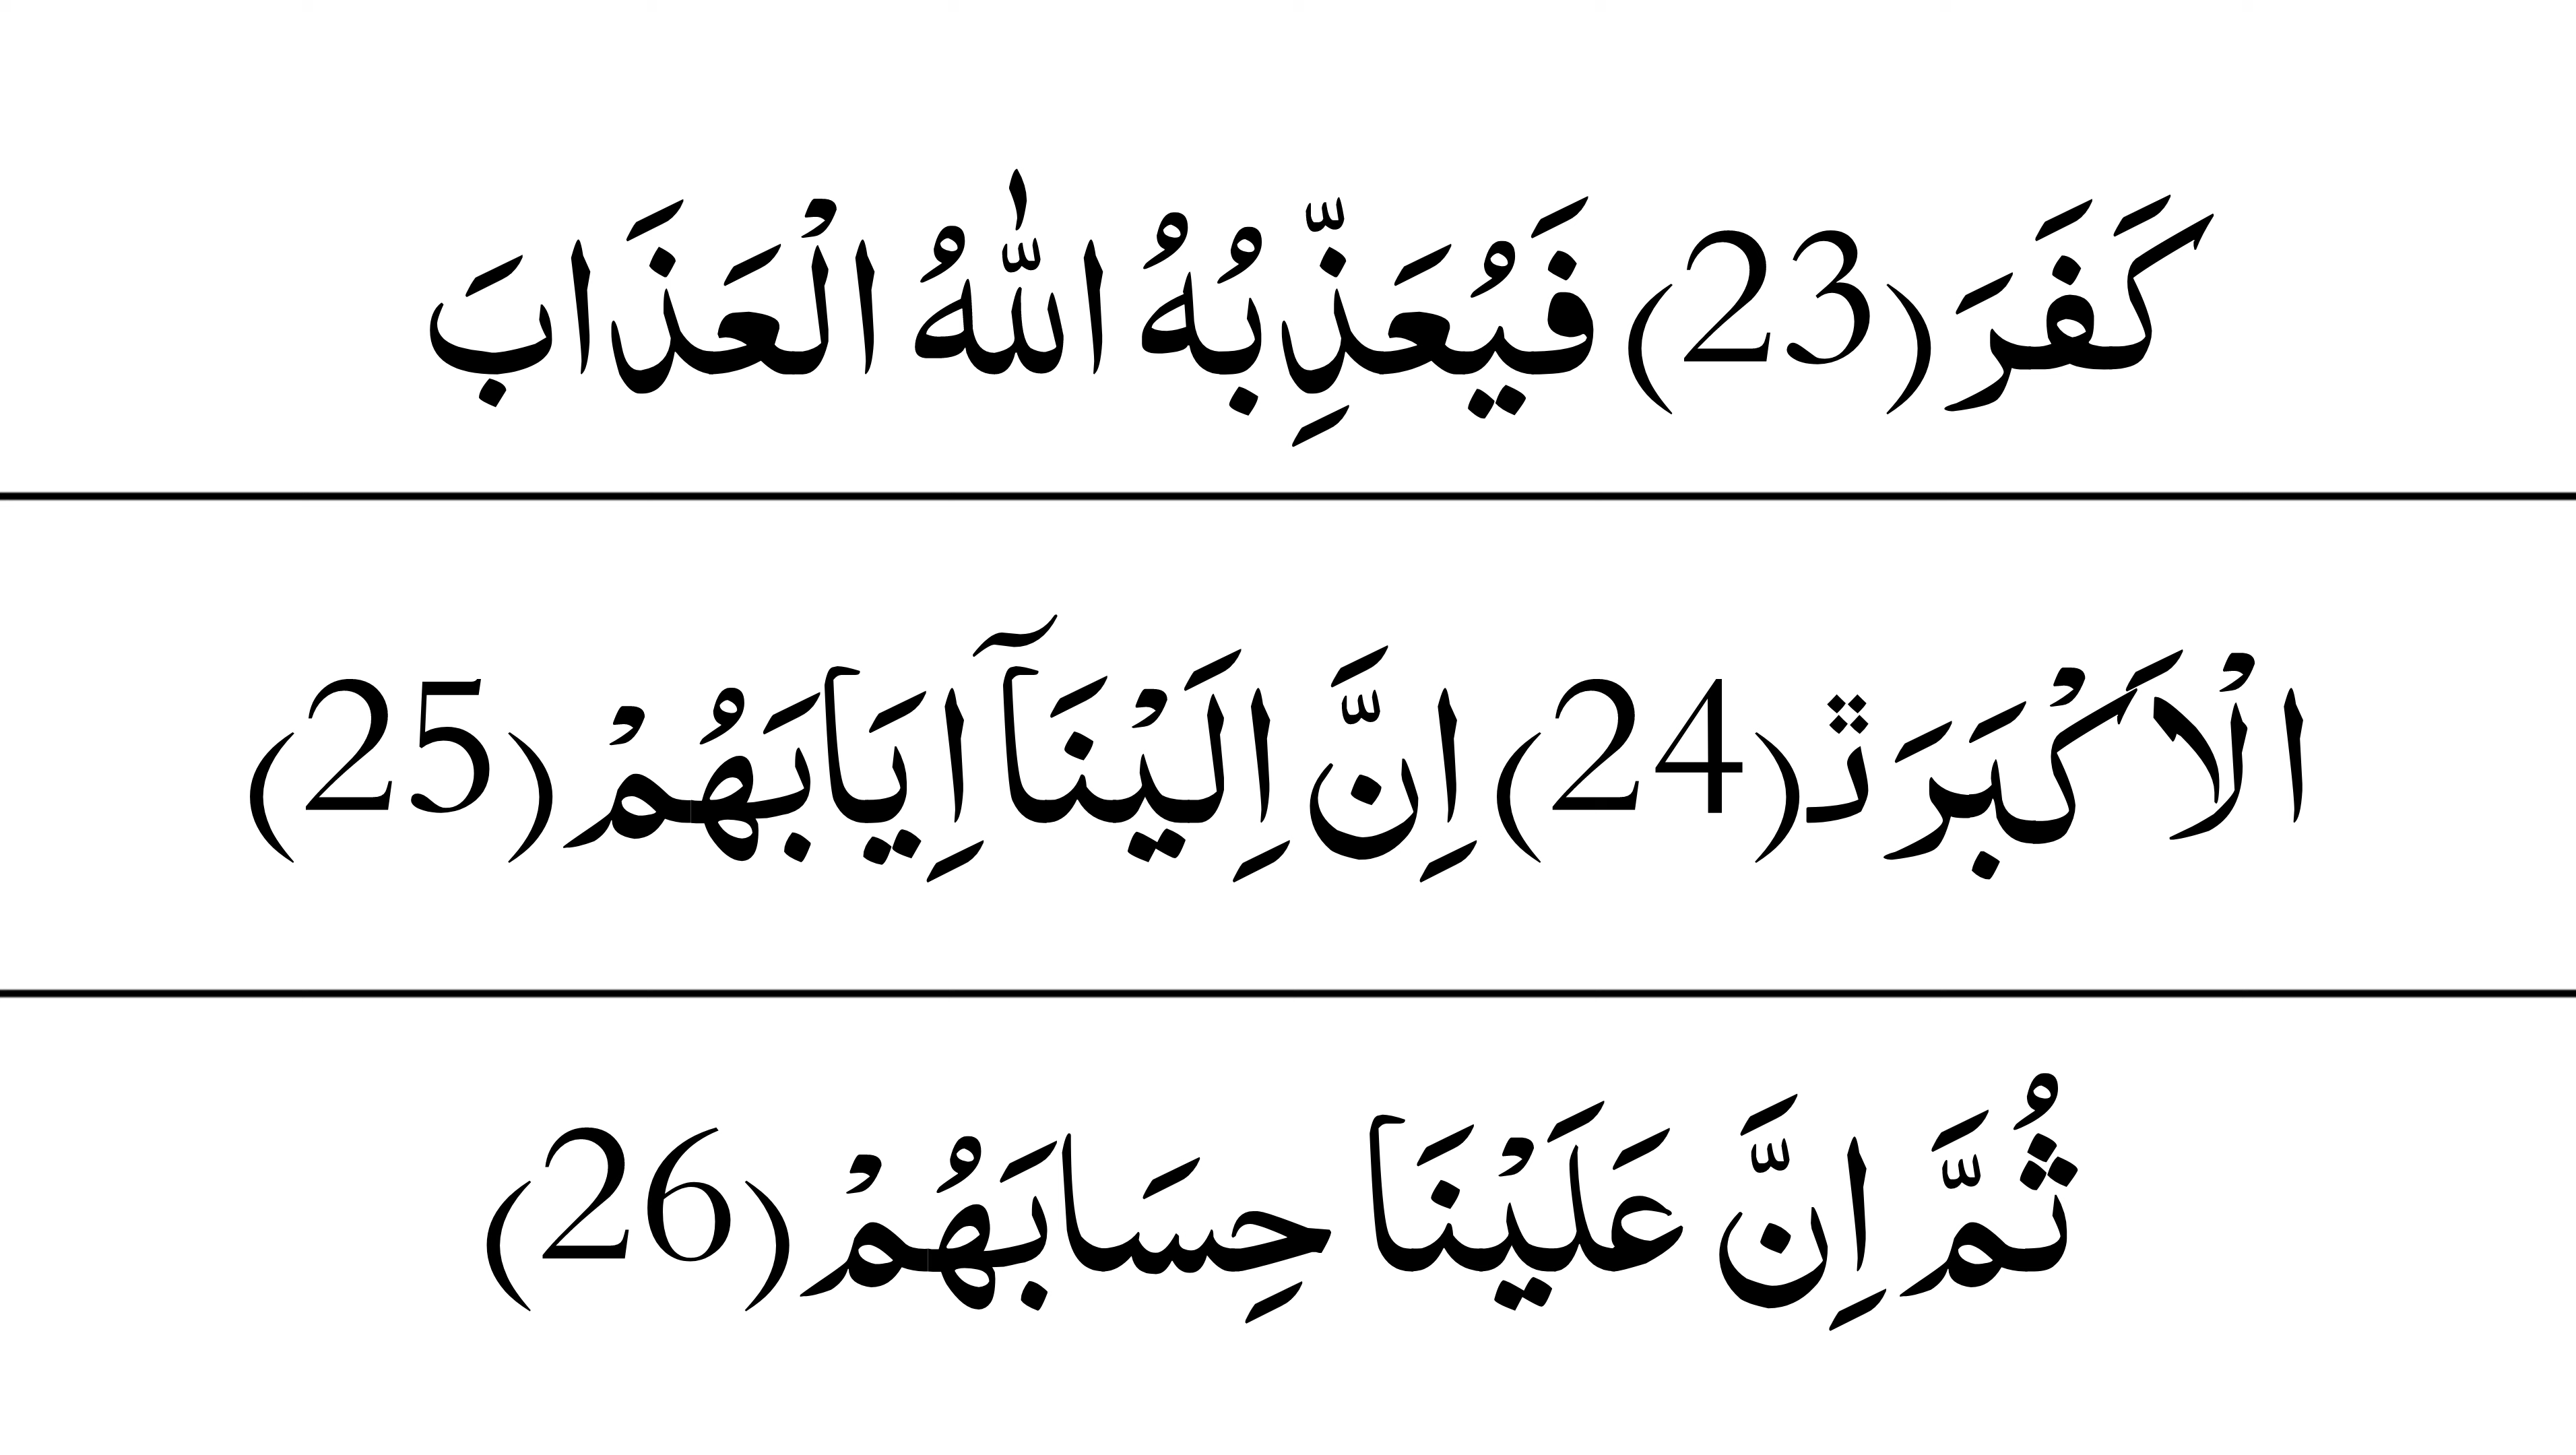 كَفَرَ(23) فَیُعَذِّبُهُ اللّٰهُ الْعَذَابَ
الْاَكْبَرَڐ(24) اِنَّ اِلَیْنَاۤ اِیَابَهُمْ(25)
ثُمَّ اِنَّ عَلَیْنَا حِسَابَهُمْ(26)